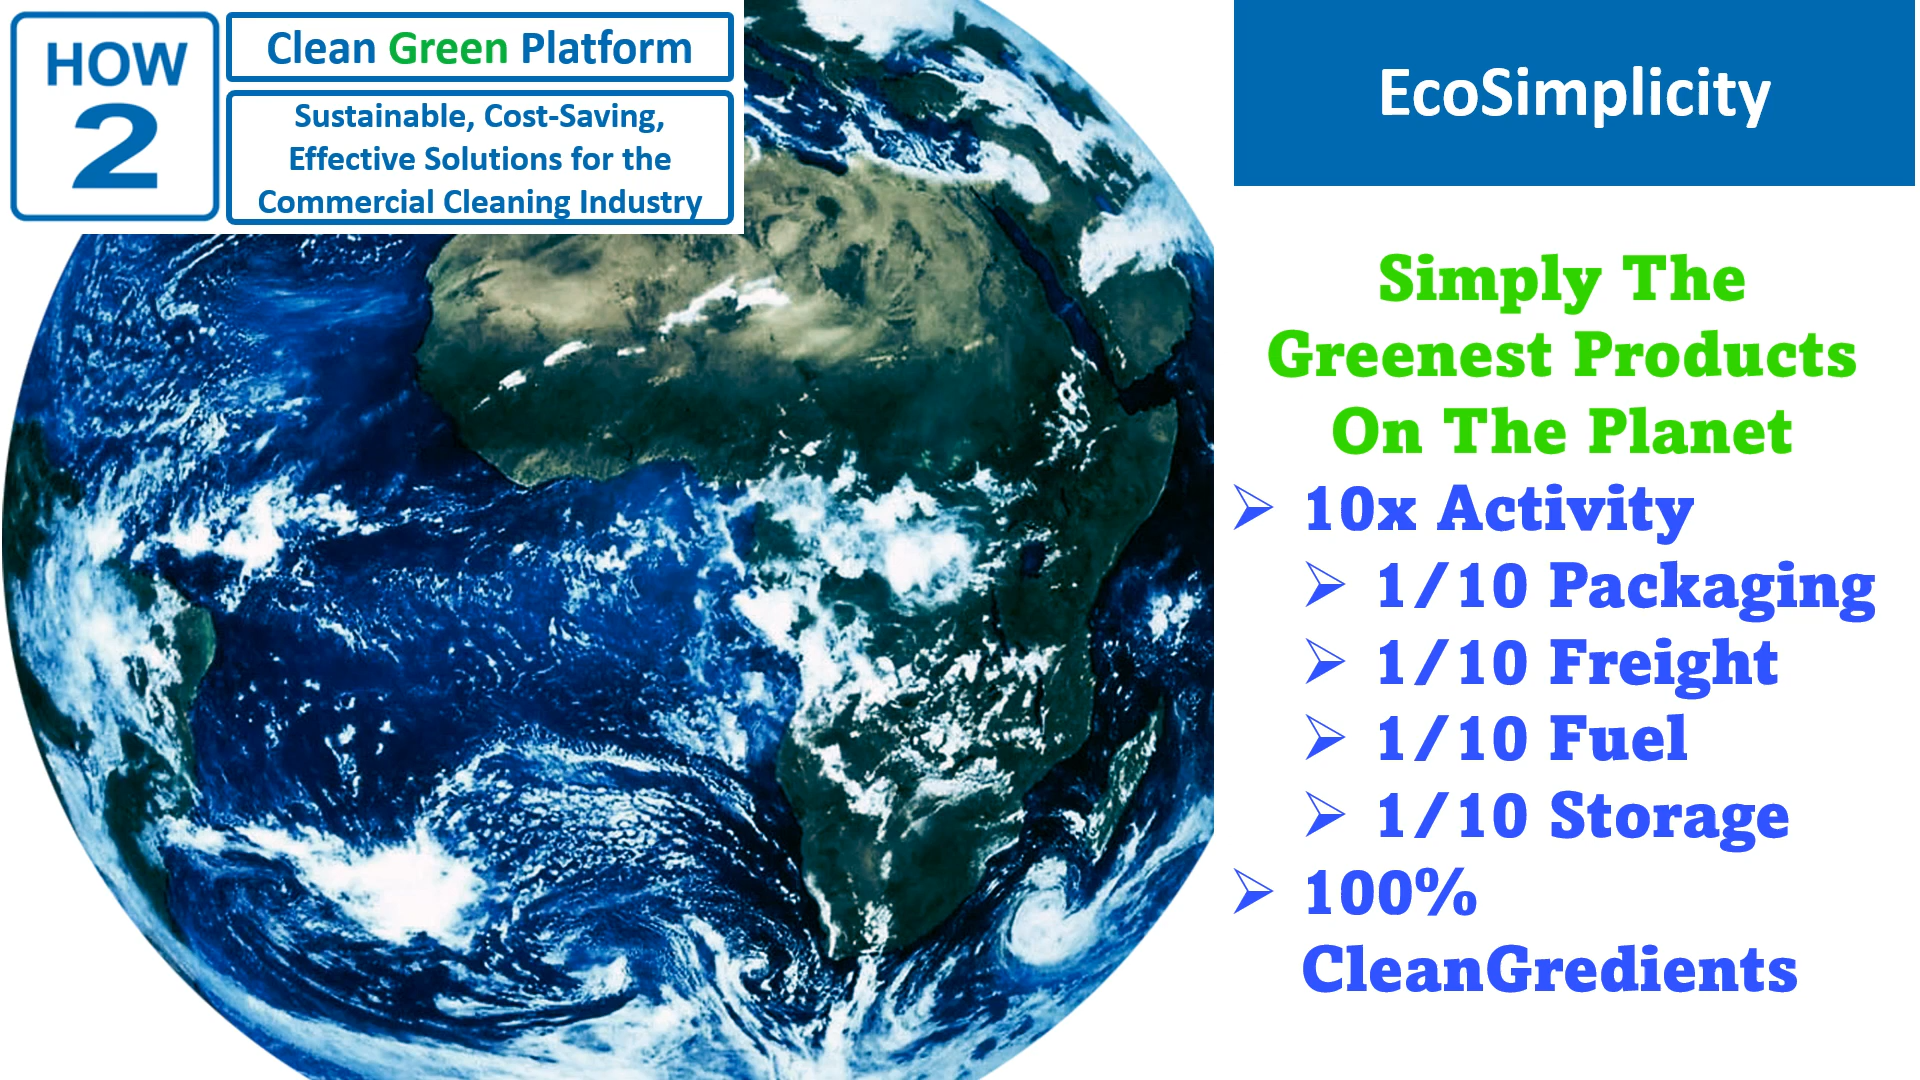 HOW
2
Clean Green Platform
Sustainable, Cost-Saving,
Effective Solutions for the
Commercial Cleaning Industry
EcoSimplicity
Simply The
Greenest Products
On The Planet
10x Activity
1/10 Packaging
1/10 Freight
1/10 Fuel
1/10 Storage
100%
CleanGredients